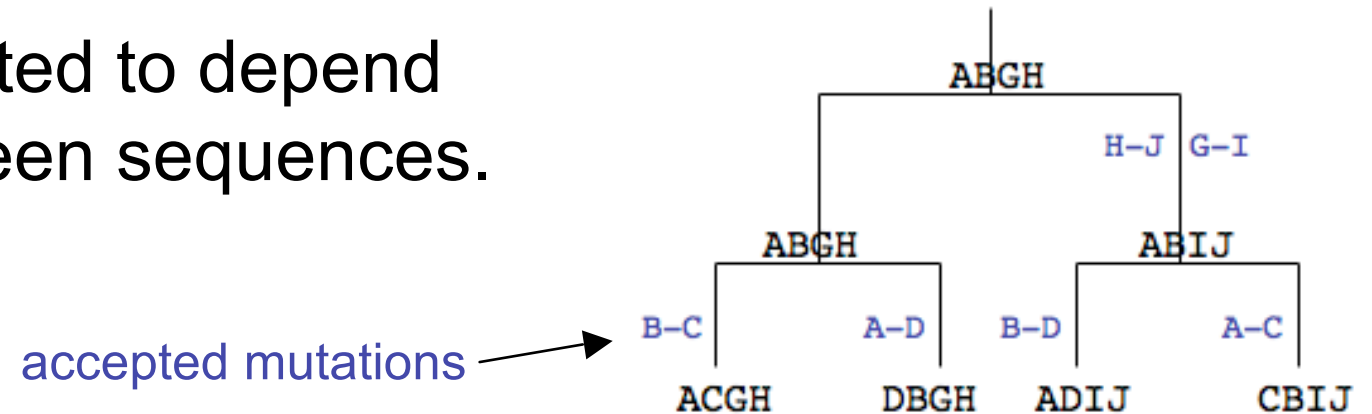 ted to depend
een sequences.
accepted mutations
ABGH
H-J G-I
ABGH ABIJ
B-C A-D B-D A-C
ACGH DBGH ADIJ CBIJ